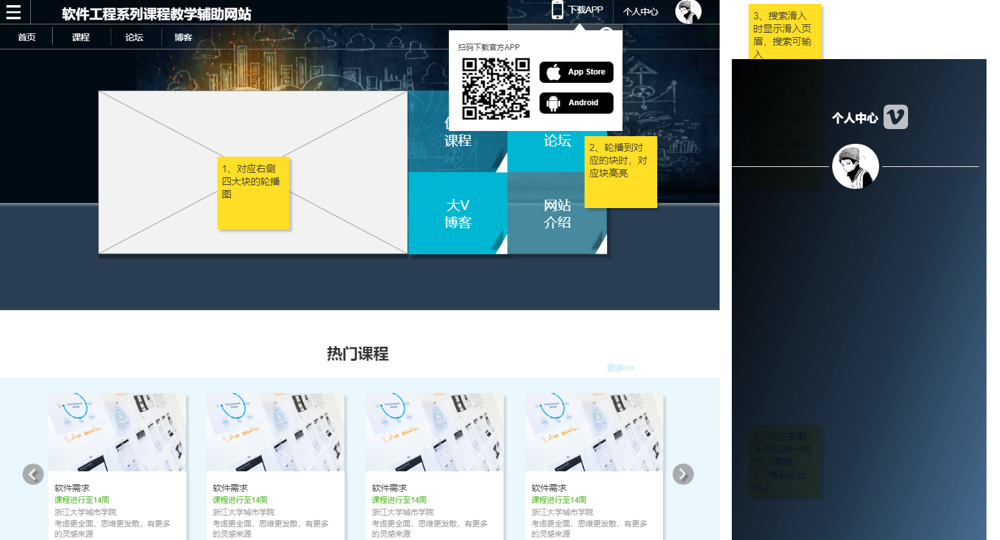 软件工程系列课程教学辅助网站
下载APP
个人中心
首页
课程
论坛
博客
扫码下载官方APP
App Store
Android
课程
论坛
大V
博客
网站
介绍
1、对应右侧
四大块的轮播
图
2、轮播到对
应的块时，对
应块高亮
3、搜索滑入
时显示滑入页
眉，搜索可输
入
个人中心
7、按左右箭
头可切换一组
热门课程，
8、精彩论坛
同上
热门课程
更多>>
软件需求
课程进行至14周
浙江大学城市学院
考虑更全面，思维更发散，有更多
的灵感来源
软件需求
课程进行至14周
浙江大学城市学院
考虑更全面，思维更发散，有更多
的灵感来源
软件需求
课程进行至14周
浙江大学城市学院
考虑更全面，思维更发散，有更多
的灵感来源
软件需求
课程进行至14周
浙江大学城市学院
考虑更全面，思维更发散，有更多
的灵感来源